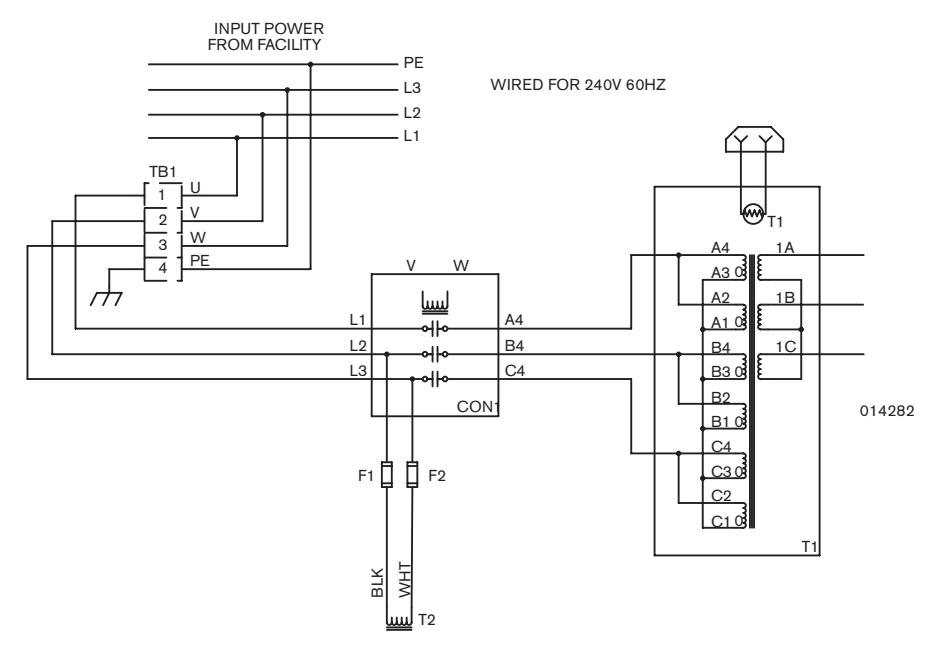 INPUT POWER
FROM FACILITY
PE
L3
WIRED FOR 240V 60HZ
L2
L1
TB1
1 U
2 V
3 W
4 PE
T1
V W
A4 1A
A3
A2 1B
A1
B4 1C
B3
B2
B1
C4
C3
C2
C1
T1
L1 A4
L2 B4
L3 C4
CON1
014282
F1 F2
BLK
WHT
T2